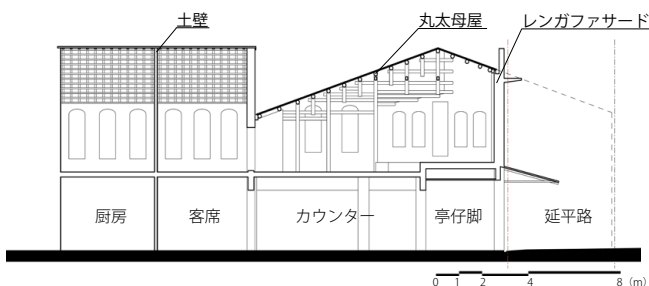 土壁
丸太母屋
レンガファサード
厨房
客席
カウンター
亭仔脚
延平路
0 1 2 4 8（m）